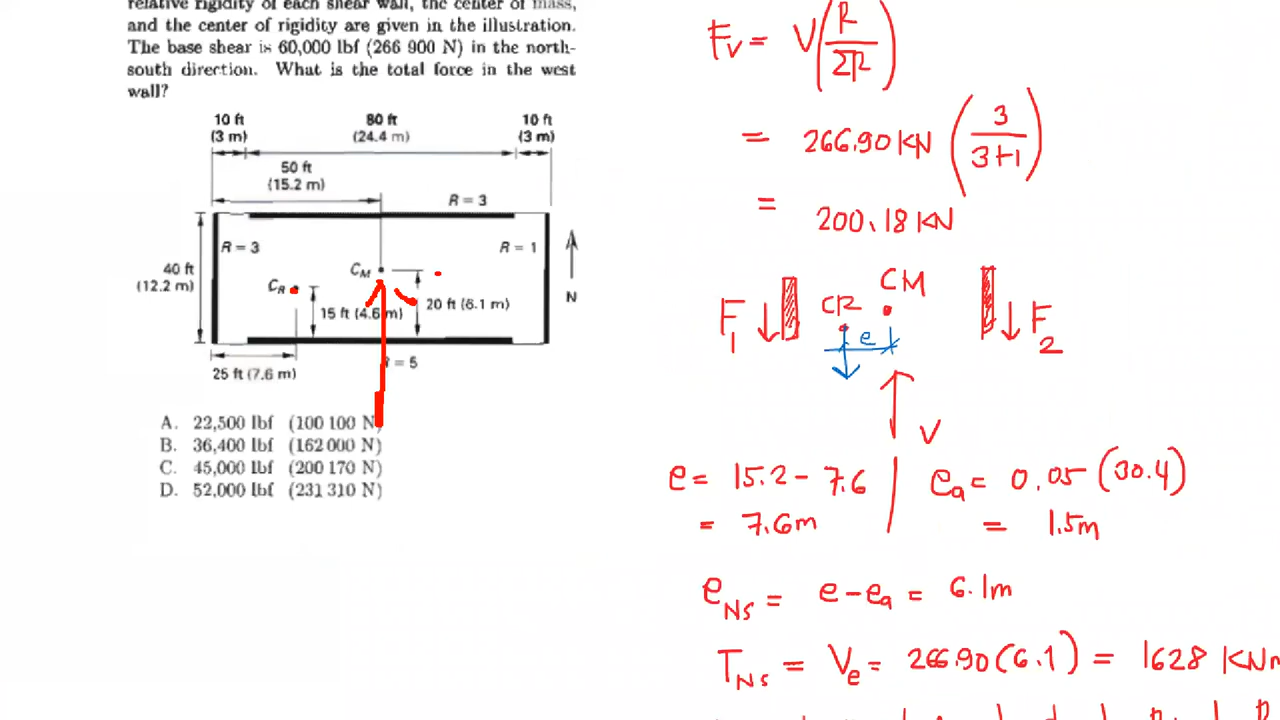 relative rigidity of each shear wall, the center of mass,
and the center of rigidity are given in the illustration.
The base shear is 60,000 lbf (266 900 N) in the north-
south direction. What is the total force in the west
wall?
10 ft
(3 m)
80 ft
(24.4 m)
10 ft
(3 m)
50 ft
(15.2 m)
R = 3
R = 3
R = 1
40 ft
(12.2 m)
CM
CR
N
15 ft (4.6 m)
20 ft (6.1 m)
= 5
25 ft (7.6 m)
A. 22,500 lbf (100 100 N
B. 36,400 lbf (162 000 N)
C. 45,000 lbf (200 170 N)
D. 52,000 lbf (231 310 N)
Fv = V(R/ΣR)
= 266.90 KN (3/3+1)
= 200.18 KN
F1 CR CM F2
e
V
e = 15.2 - 7.6
= 7.6m
ea = 0.05 (30.4)
= 1.5m
eNS = e - ea = 6.1m
TNS = Ve = 266.90(6.1) = 1628 KNm